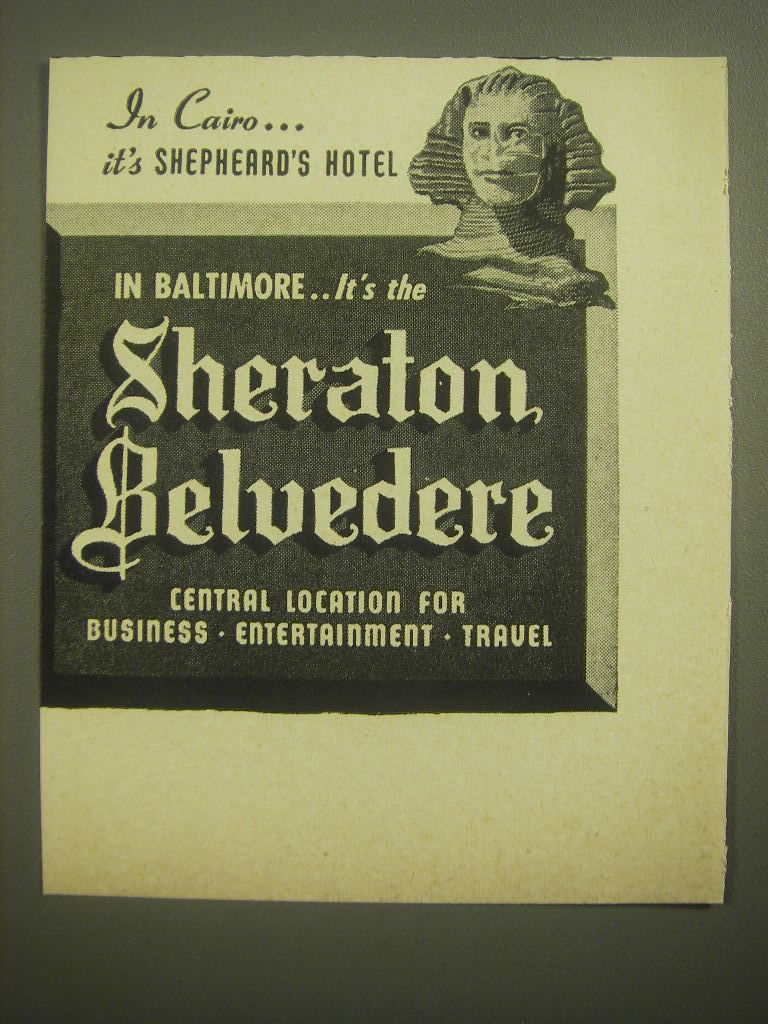 In Cairo...
it's SHEPHEARD'S HOTEL
IN BALTIMORE..It's the
Sheraton
Belvedere
CENTRAL LOCATION FOR
BUSINESS · ENTERTAINMENT · TRAVEL